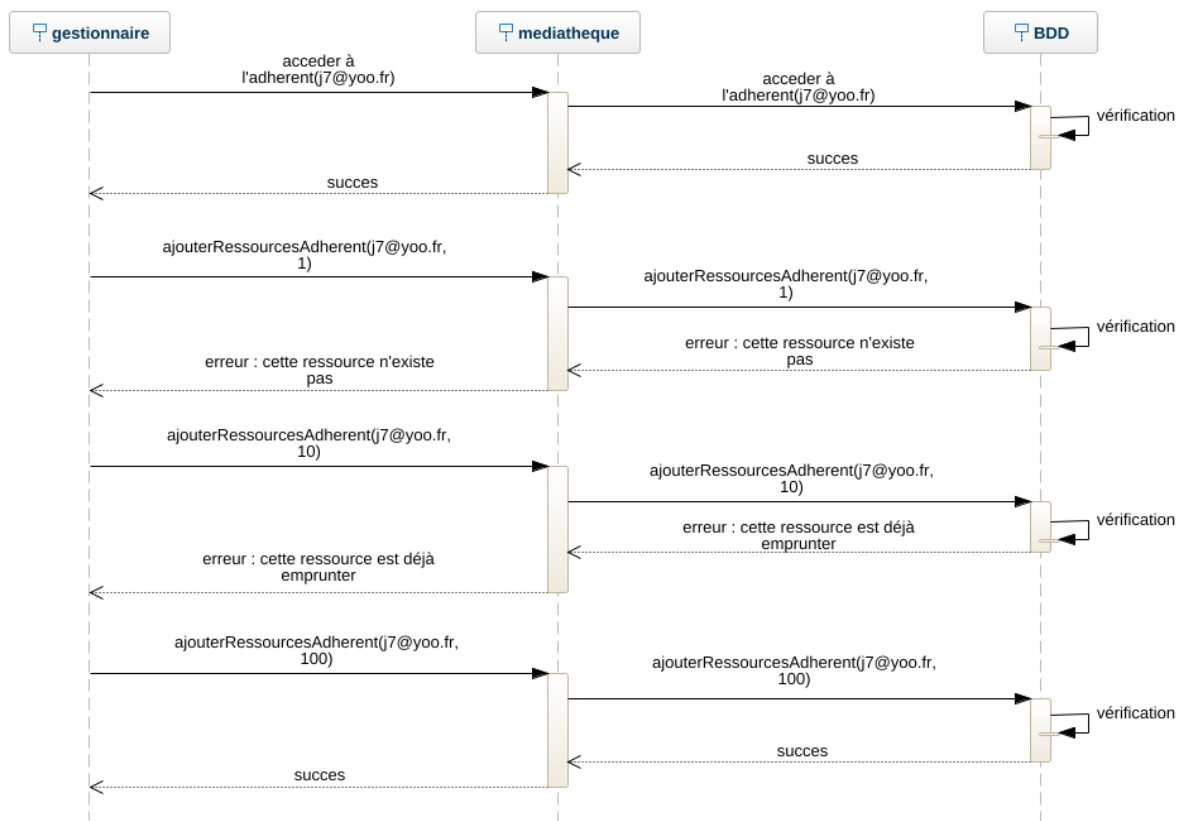 gestionnaire
mediatheque
BDD
acceder à
l'adherent(j7@yoo.fr)
acceder à
l'adherent(j7@yoo.fr)
vérification
succes
succes
ajouterRessourcesAdherent(j7@yoo.fr,
1)
ajouterRessourcesAdherent(j7@yoo.fr,
1)
vérification
erreur : cette ressource n'existe
pas
erreur : cette ressource n'existe
pas
ajouterRessourcesAdherent(j7@yoo.fr,
10)
ajouterRessourcesAdherent(j7@yoo.fr,
10)
vérification
erreur : cette ressource est déjà
emprunter
erreur : cette ressource est déjà
emprunter
ajouterRessourcesAdherent(j7@yoo.fr,
100)
ajouterRessourcesAdherent(j7@yoo.fr,
100)
vérification
succes
succes